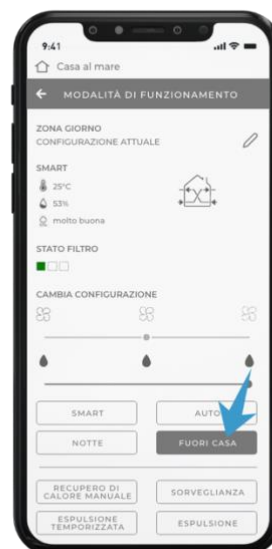 9:41
Casa al mare
MODALITÀ DI FUNZIONAMENTO
ZONA GIORNO
CONFIGURAZIONE ATTUALE
SMART
25°C
53%
molto buona
STATO FILTRO
CAMBIA CONFIGURAZIONE
SMART
AUTO
NOTTE
FUORI CASA
RECUPERO DI
CALORE MANUALE
SORVEGLIANZA
ESPULSIONE
TEMPORIZZATA
ESPULSIONE